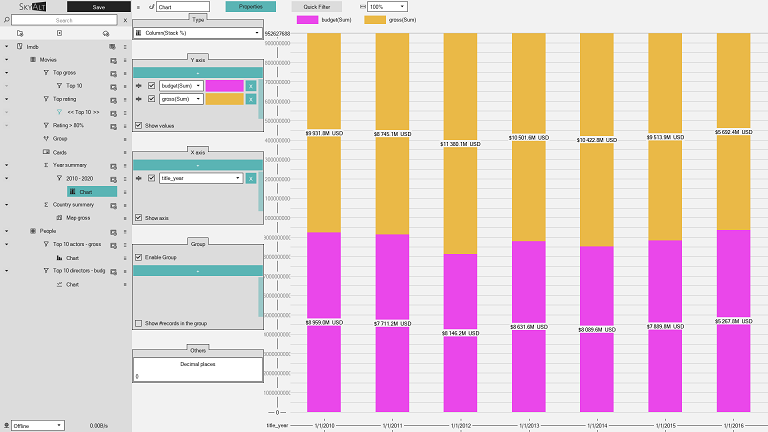 SKYALT
Save
Search
X
Imdb
Movies
Top gross
Top 10
Top rating
<< Top 10 >>
Rating > 80%
Group
Cards
Year summary
2010 - 2020
Chart
Country summary
Map gross
People
Top 10 actors - gross
Chart
Top 10 directors - budg
Chart
Offline
0.00B/s
Chart
Properties
Type
Column(Stack %)
Y axis
budget(Sum)
X
gross(Sum)
X
Show values
X axis
title_year
X
Show axis
Group
Enable Group
Show #records in the group
Others
Decimal places
0
Quick Filter
100%
budget(Sum)
gross(Sum)
$9 931.8M USD
$8 745.1M USD
$11 380.1M USD
$10 501.6M USD
$10 422.8M USD
$9 513.9M USD
$5 692.4M USD
$8 959.0M USD
$7 711.2M USD
$8 146.2M USD
$8 631.6M USD
$8 089.6M USD
$7 889.8M USD
$5 267.8M USD
0
title_year
1/1/2010
1/1/2011
1/1/2012
1/1/2013
1/1/2014
1/1/2015
1/1/2016